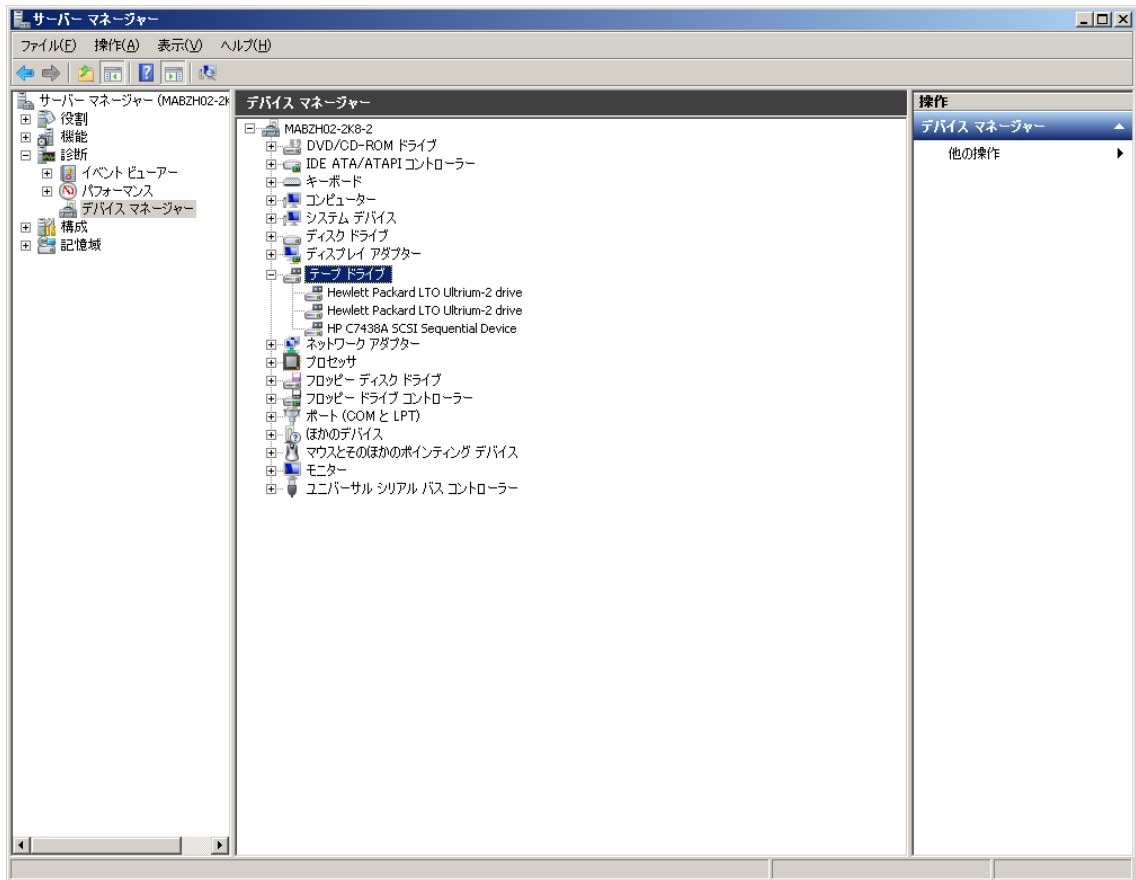 サーバー マネージャー
ファイル(F) 操作(A) 表示(V) ヘルプ(H)
サーバー マネージャー (MABZH02-2K
役割
機能
診断
イベント ビューアー
パフォーマンス
デバイス マネージャー
構成
記憶域
デバイス マネージャー
MABZH02-2K8-2
DVD/CD-ROM ドライブ
IDE ATA/ATAPI コントローラー
キーボード
コンピューター
システム デバイス
ディスク ドライブ
ディスプレイ アダプター
テープ ドライブ
Hewlett Packard LTO Ultrium-2 drive
Hewlett Packard LTO Ultrium-2 drive
HP C7438A SCSI Sequential Device
ネットワーク アダプター
プロセッサ
フロッピー ディスク ドライブ
フロッピー ドライブ コントローラー
ポート (COM と LPT)
ほかのデバイス
マウスとそのほかのポインティング デバイス
モニター
ユニバーサル シリアル バス コントローラー
操作
デバイス マネージャー
他の操作